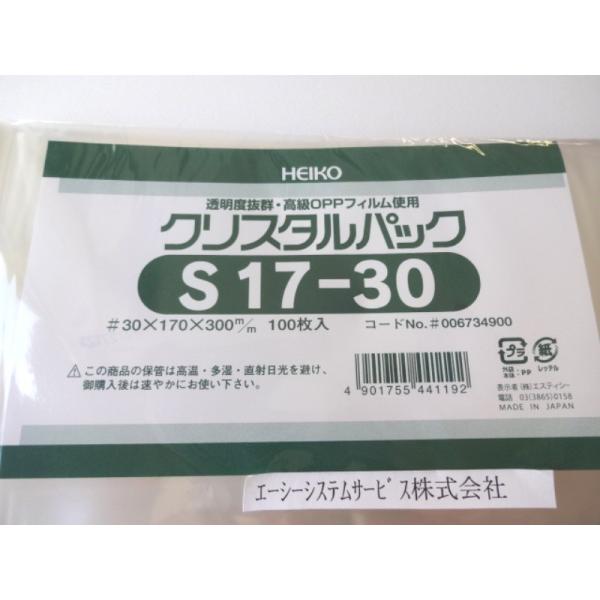 HEIKO
透明度抜群・高級OPPフィルム使用
クリスタルパック
S 17-30
#30×170×300m/m 100枚入 コードNo.#006734900
⚠この商品の保管は高温・多湿・直射日光を避け、
御購入後は速やかにお使い下さい。
4 901755 441192
プラ
外袋
本体:PP
紙
レッテル
表示者(株)エスティシー
電話 03(3865)0158
MADE IN JAPAN
エーシーシステムサービス株式会社